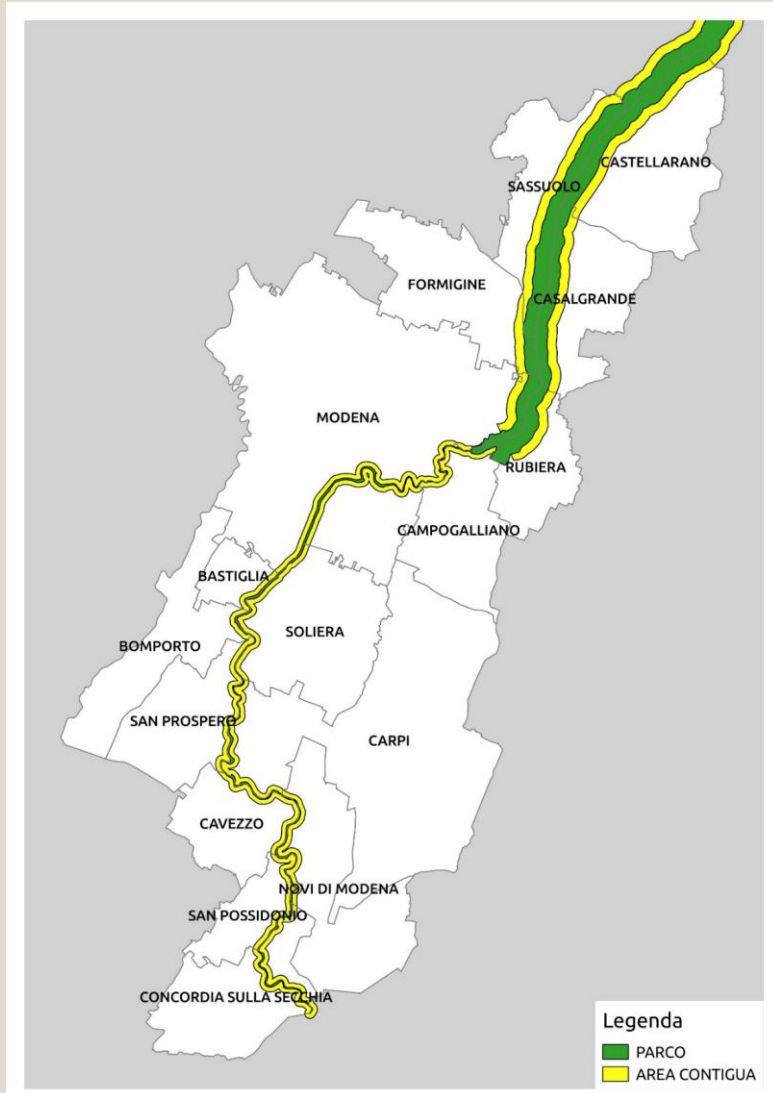 CASTELLARANO
SASSUOLO
FORMIGINE
CASALGRANDE
MODENA
RUBIERA
CAMPOGALLIANO
BASTIGLIA
SOLIERA
BOMPORTO
SAN PROSPERO
CARPI
CAVEZZO
NOVI DI MODENA
SAN POSSIDONIO
CONCORDIA SULLA SECCHIA
Legenda
PARCO
AREA CONTIGUA